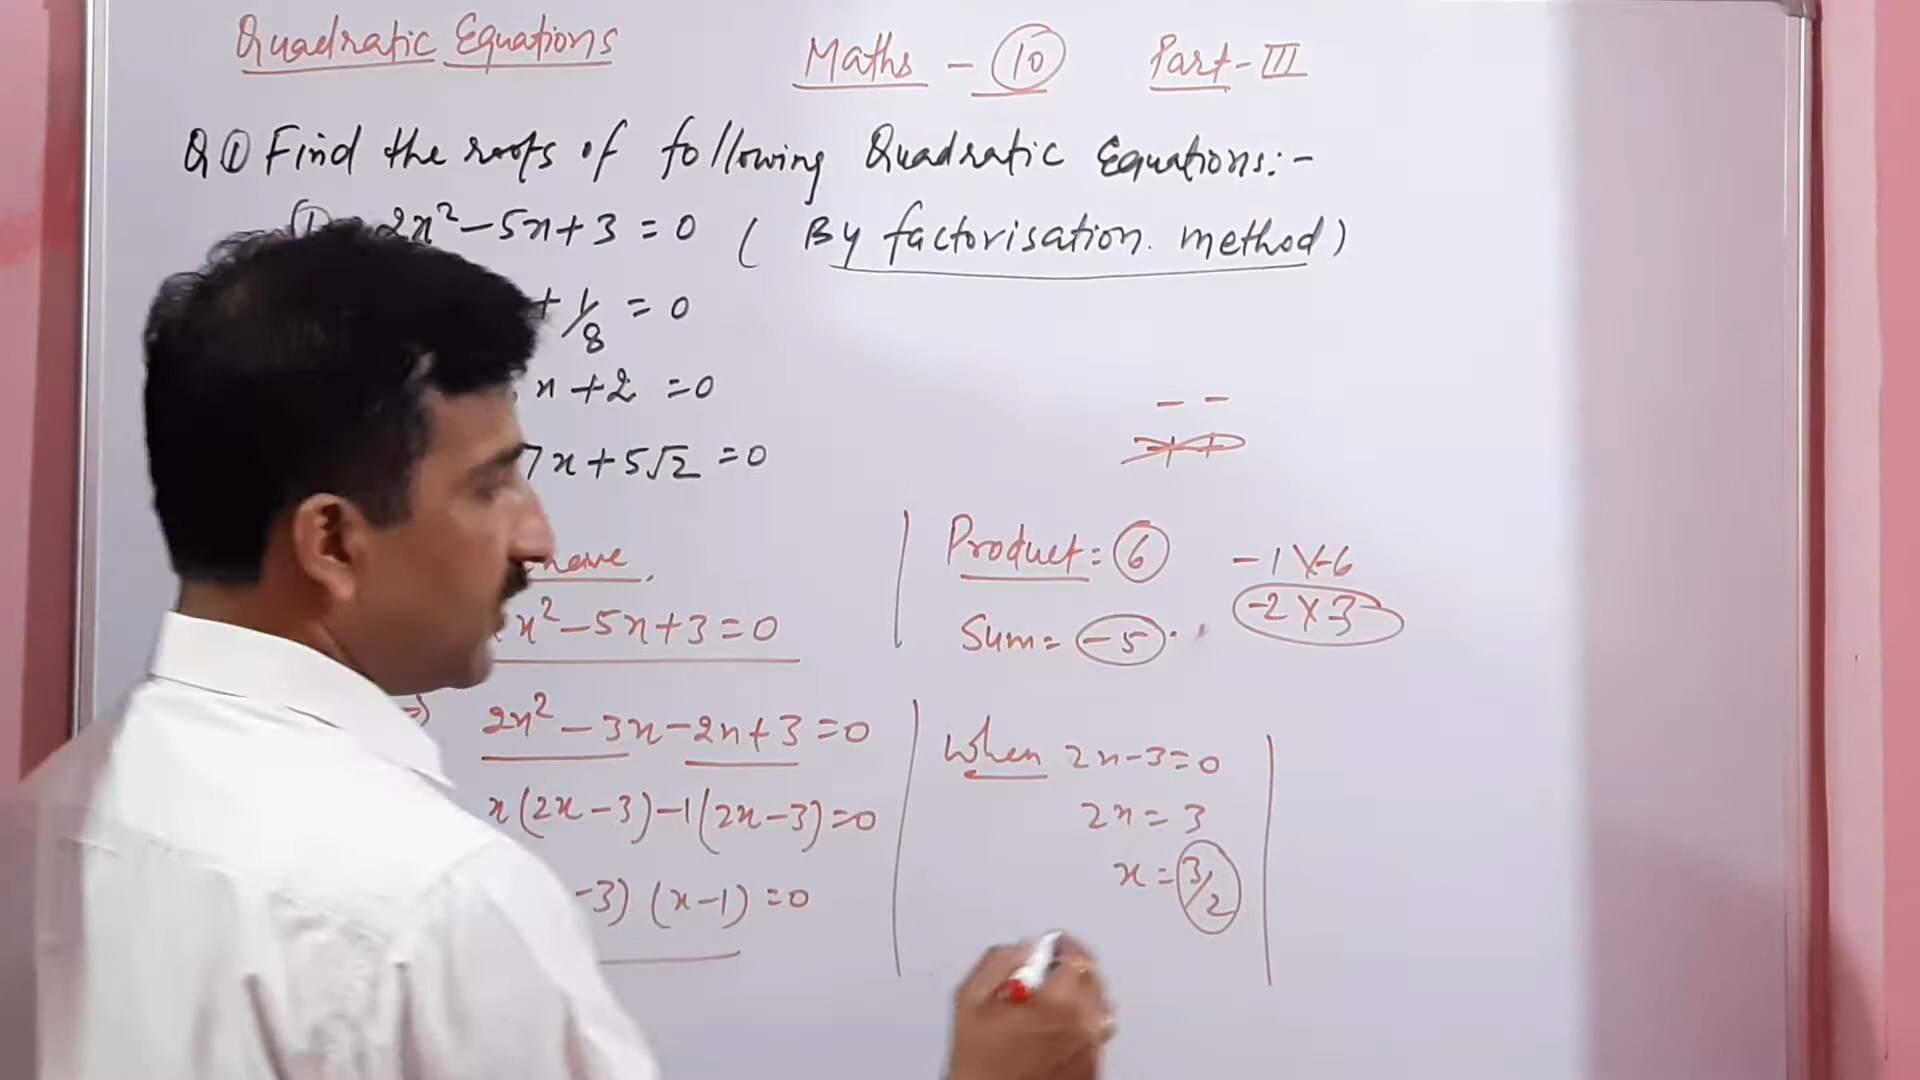 Quadratic Equations
Maths - 10 Part-III
Q ① Find the roots of following Quadratic Equations:-
2x²-5x+3=0 ( By factorisation. method)
+ 1/8 = 0
x+2 =0
7x+5√2 =0
have,
x²-5x+3=0
⇒ 2x²-3x-2x+3=0
x(2x-3)-1(2x-3)=0
-3) (x-1)=0
- -
+ +
Product= 6 -1×-6
Sum= -5 -2×3-
When 2x-3=0
2x=3
x=3/2